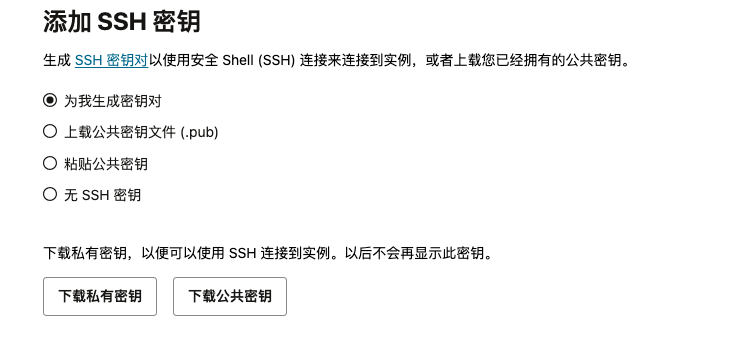 添加 SSH 密钥
生成 SSH 密钥对以使用安全 Shell (SSH) 连接来连接到实例，或者上载您已经拥有的公共密钥。
为我生成密钥对
上载公共密钥文件 (.pub)
粘贴公共密钥
无 SSH 密钥
下载私有密钥，以便可以使用 SSH 连接到实例。以后不会再显示此密钥。
下载私有密钥 下载公共密钥